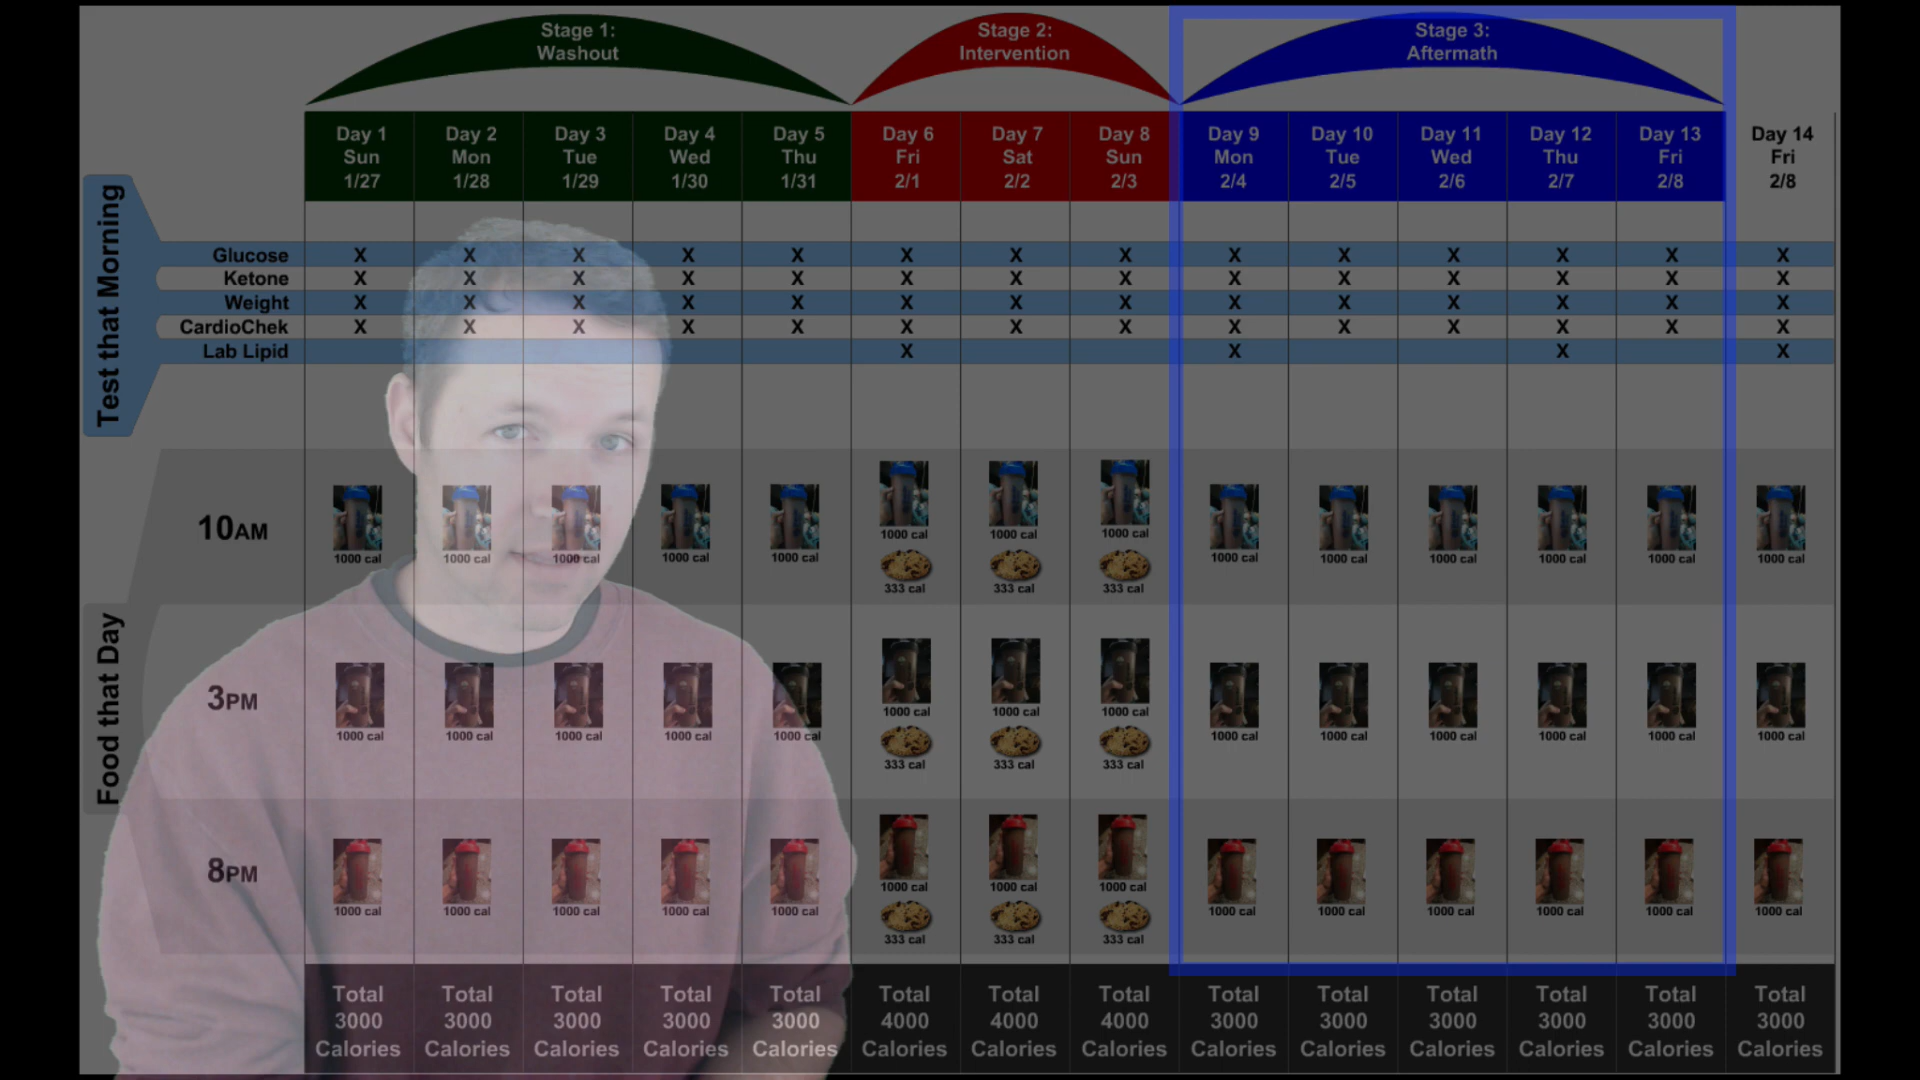 Stage 1:
Washout
Stage 2:
Intervention
Stage 3:
Aftermath
Day 1 Day 2 Day 3 Day 4 Day 5 Day 6 Day 7 Day 8 Day 9 Day 10 Day 11 Day 12 Day 13 Day 14
Sun Mon Tue Wed Thu Fri Sat Sun Mon Tue Wed Thu Fri Fri
1/27 1/28 1/29 1/30 1/31 2/1 2/2 2/3 2/4 2/5 2/6 2/7 2/8 2/8
Test that Morning
Glucose X X X X X X X X X X X X X X
Ketone X X X X X X X X X X X X X X
Weight X X X X X X X X X X X X X X
CardioChek X X X X X X X X X X X X X X
Lab Lipid X X X X
Food that Day
10AM
1000 cal 1000 cal 1000 cal 1000 cal 1000 cal 1000 cal 1000 cal 1000 cal 1000 cal 1000 cal 1000 cal 1000 cal 1000 cal 1000 cal
333 cal 333 cal 333 cal
3PM
1000 cal 1000 cal 1000 cal 1000 cal 1000 cal 1000 cal 1000 cal 1000 cal 1000 cal 1000 cal 1000 cal 1000 cal 1000 cal 1000 cal
333 cal 333 cal 333 cal
8PM
1000 cal 1000 cal 1000 cal 1000 cal 1000 cal 1000 cal 1000 cal 1000 cal 1000 cal 1000 cal 1000 cal 1000 cal 1000 cal 1000 cal
333 cal 333 cal 333 cal
Total Total Total Total Total Total Total Total Total Total Total Total Total Total
3000 3000 3000 3000 3000 4000 4000 4000 3000 3000 3000 3000 3000 3000
Calories Calories Calories Calories Calories Calories Calories Calories Calories Calories Calories Calories Calories Calories